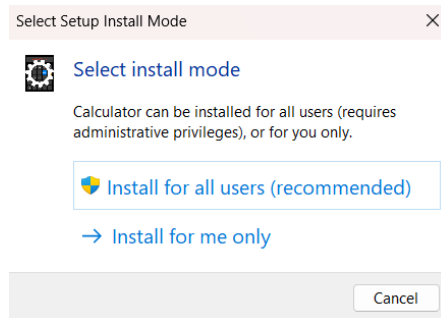 Select Setup Install Mode
Select install mode
Calculator can be installed for all users (requires
administrative privileges), or for you only.
Install for all users (recommended)
Install for me only
Cancel